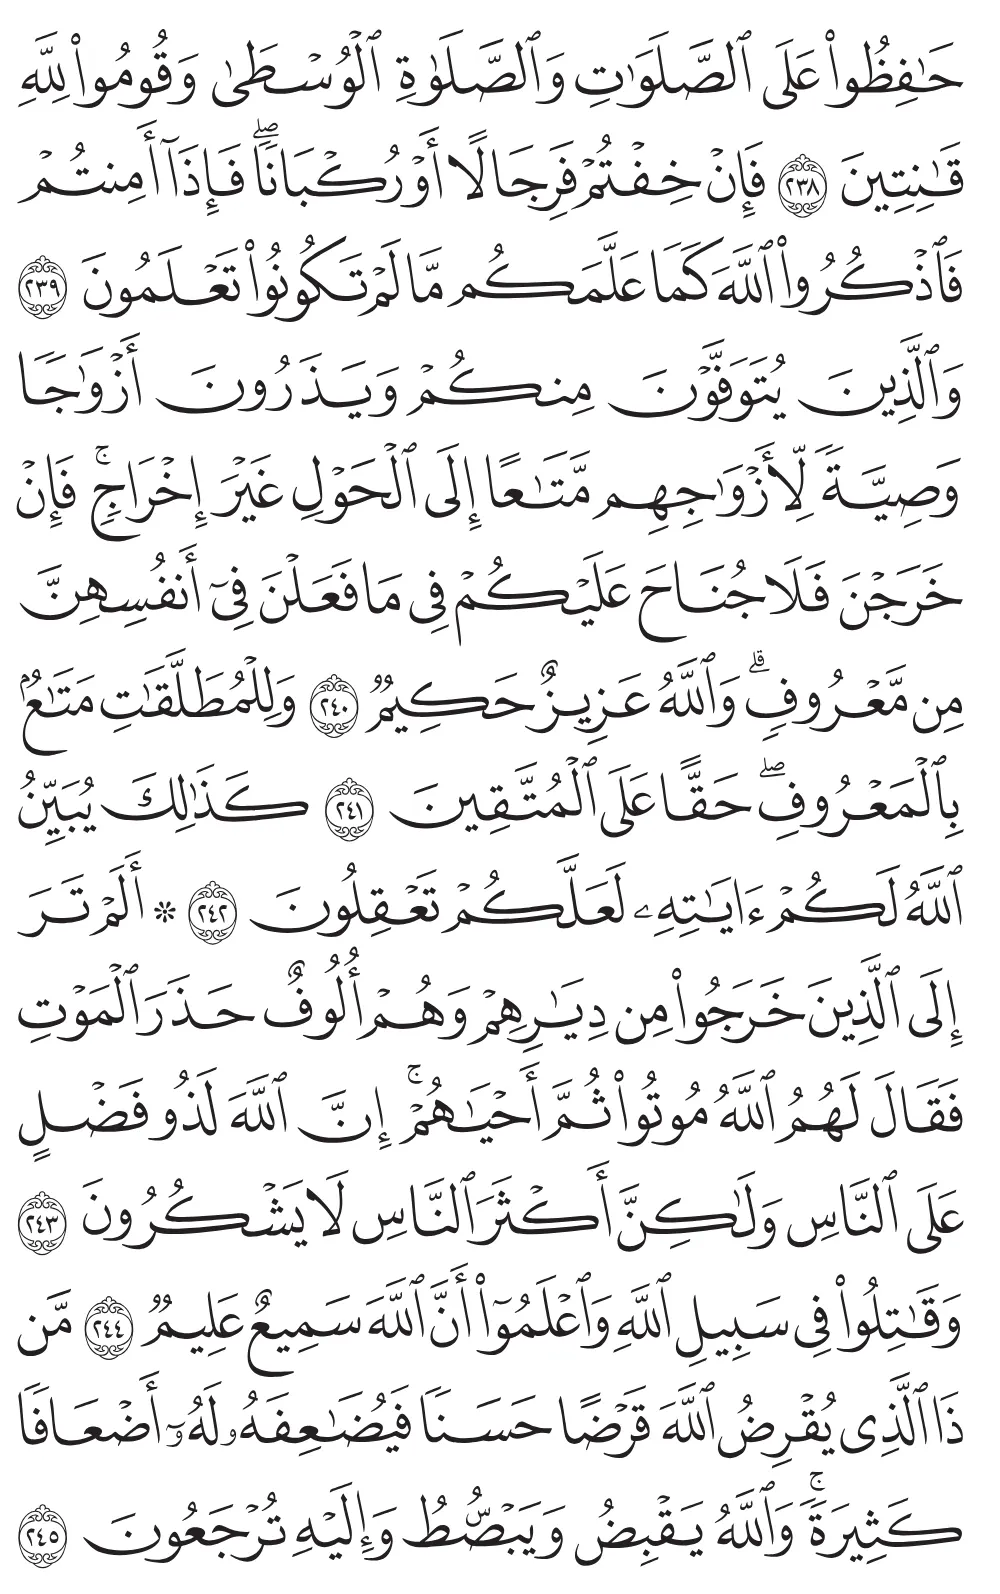 حَـٰفِظُوا۟ عَلَى ٱلصَّلَوَٰتِ وَٱلصَّلَوٰةِ ٱلْوُسْطَىٰ وَقُومُوا۟ لِلَّهِ
قَـٰنِتِينَ ٢٣٨ فَإِنْ خِفْتُمْ فَرِجَالًا أَوْ رُكْبَانًا ۖ فَإِذَآ أَمِنتُمْ
فَٱذْكُرُوا۟ ٱللَّهَ كَمَا عَلَّمَكُم مَّا لَمْ تَكُونُوا۟ تَعْلَمُونَ ٢٣٩
وَٱلَّذِينَ يُتَوَفَّوْنَ مِنكُمْ وَيَذَرُونَ أَزْوَٰجًا
وَصِيَّةً لِّأَزْوَٰجِهِم مَّتَـٰعًا إِلَى ٱلْحَوْلِ غَيْرَ إِخْرَاجٍ ۚ فَإِنْ
خَرَجْنَ فَلَا جُنَاحَ عَلَيْكُمْ فِى مَا فَعَلْنَ فِىٓ أَنفُسِهِنَّ
مِن مَّعْرُوفٍ ۗ وَٱللَّهُ عَزِيزٌ حَكِيمٌ ٢٤٠ وَلِلْمُطَلَّقَـٰتِ مَتَـٰعٌۢ
بِٱلْمَعْرُوفِ ۖ حَقًّا عَلَى ٱلْمُتَّقِينَ ٢٤١ كَذَٰلِكَ يُبَيِّنُ
ٱللَّهُ لَكُمْ ءَايَـٰتِهِۦ لَعَلَّكُمْ تَعْقِلُونَ ٢٤٢ ۞ أَلَمْ تَرَ
إِلَى ٱلَّذِينَ خَرَجُوا۟ مِن دِيَـٰرِهِمْ وَهُمْ أُلُوفٌ حَذَرَ ٱلْمَوْتِ
فَقَالَ لَهُمُ ٱللَّهُ مُوتُوا۟ ثُمَّ أَحْيَـٰهُمْ ۚ إِنَّ ٱللَّهَ لَذُو فَضْلٍ
عَلَى ٱلنَّاسِ وَلَـٰكِنَّ أَكْثَرَ ٱلنَّاسِ لَا يَشْكُرُونَ ٢٤٣
وَقَـٰتِلُوا۟ فِى سَبِيلِ ٱللَّهِ وَٱعْلَمُوٓا۟ أَنَّ ٱللَّهَ سَمِيعٌ عَلِيمٌ ٢٤٤ مَّن
ذَا ٱلَّذِى يُقْرِضُ ٱللَّهَ قَرْضًا حَسَنًا فَيُضَـٰعِفَهُۥ لَهُۥٓ أَضْعَافًا
كَثِيرَةً ۚ وَٱللَّهُ يَقْبِضُ وَيَبْصُۜطُ وَإِلَيْهِ تُرْجَعُونَ ٢٤٥